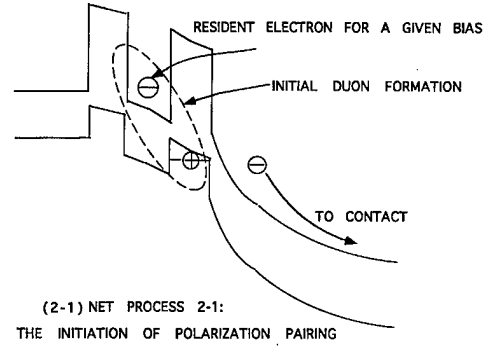 RESIDENT ELECTRON FOR A GIVEN BIAS
INITIAL DUON FORMATION
TO CONTACT
(2-1) NET PROCESS 2-1:
THE INITIATION OF POLARIZATION PAIRING